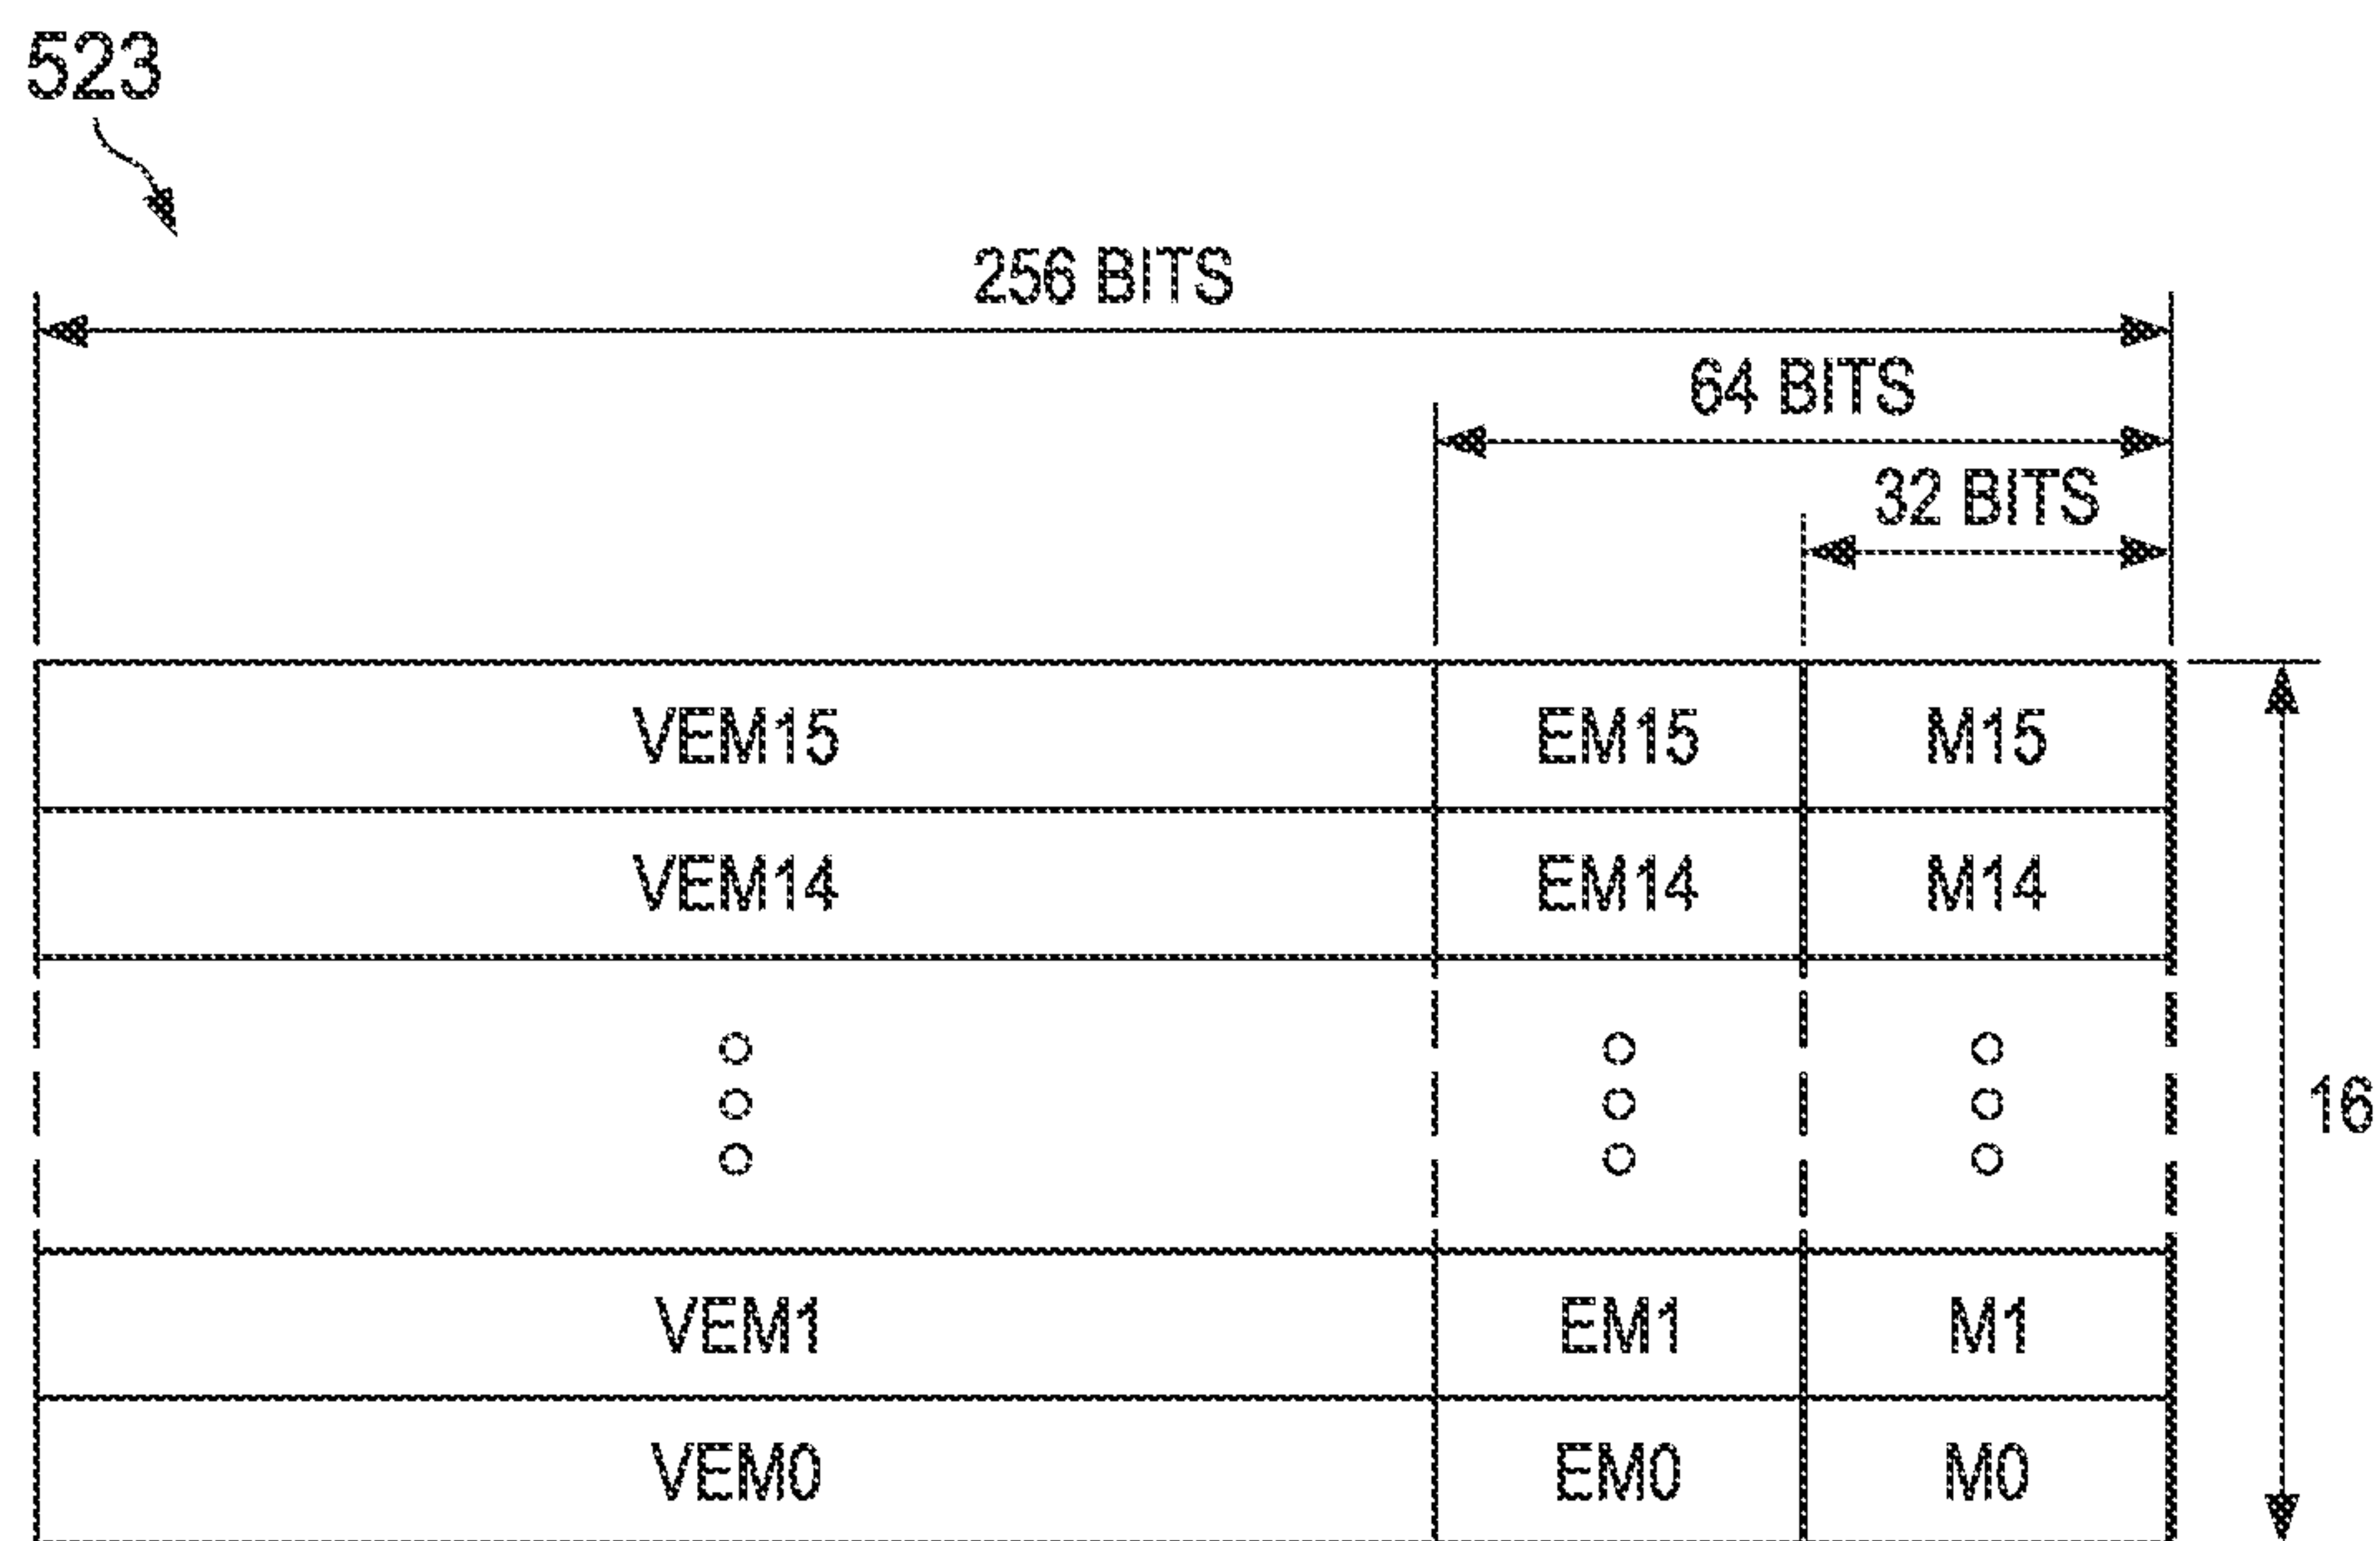 523
256 BITS
64 BITS
32 BITS
VEM15 EM15 M15
VEM14 EM14 M14
16
VEM1 EM1 M1
VEM0 EM0 M0